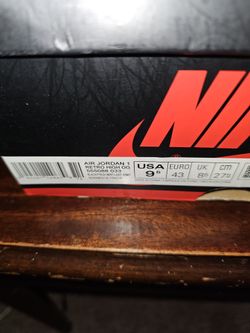 NIK
AIR JORDAN 1
RETRO HIGH OG
555088 033
USA EURO UK cm
9.5 43 8.5 27.5